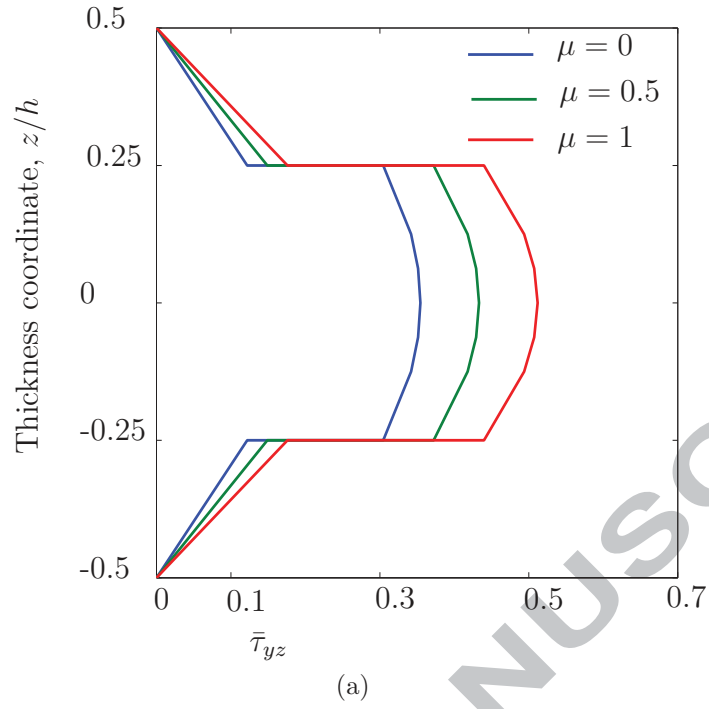 0.5
μ = 0
μ = 0.5
μ = 1
0.25
0
-0.25
-0.5
Thickness coordinate, z/h
0 0.1 0.3 0.5 0.7
τ̄yz
(a)
NUSC